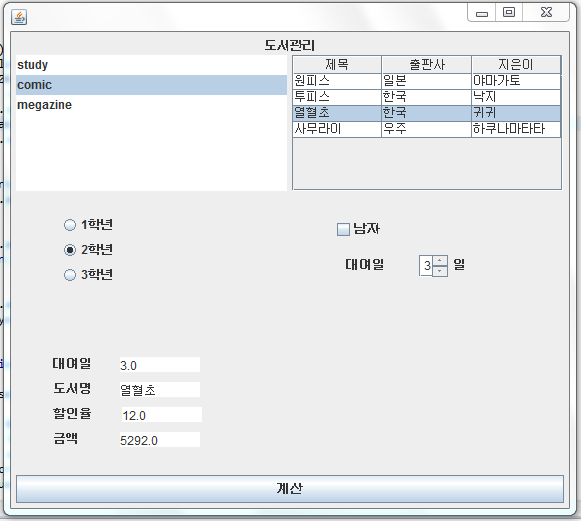 도서관리
study
comic
megazine
제목 출판사 지은이
원피스 일본 야마가토
투피스 한국 낙지
열혈초 한국 귀귀
사무라이 우주 하쿠나마타타
1학년
2학년
3학년
남자
대여일 3 일
대여일 3.0
도서명 열혈초
할인율 12.0
금액 5292.0
계산